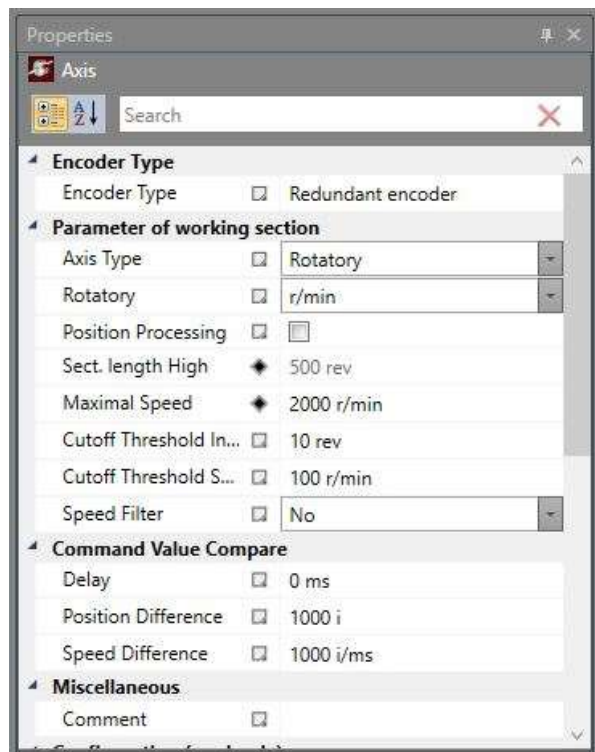 Properties
Axis
Search
Encoder Type
Encoder Type Redundant encoder
Parameter of working section
Axis Type Rotatory
Rotatory r/min
Position Processing
Sect. length High 500 rev
Maximal Speed 2000 r/min
Cutoff Threshold In... 10 rev
Cutoff Threshold S... 100 r/min
Speed Filter No
Command Value Compare
Delay 0 ms
Position Difference 1000 i
Speed Difference 1000 i/ms
Miscellaneous
Comment